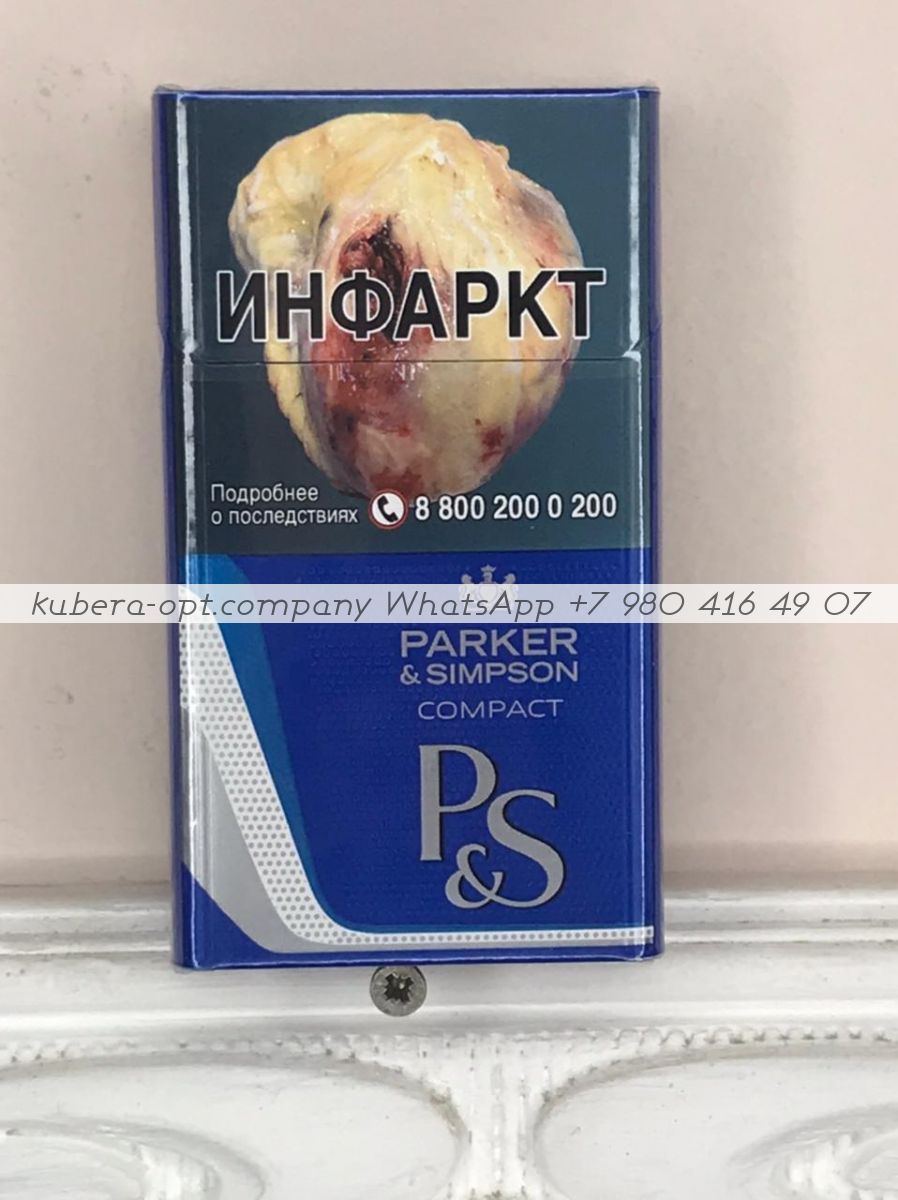 ИНФАРКТ
Подробнее
о последствиях 8 800 200 0 200
kubera-opt.company WhatsApp +7 980 416 49 07
PARKER
& SIMPSON
COMPACT
P&S